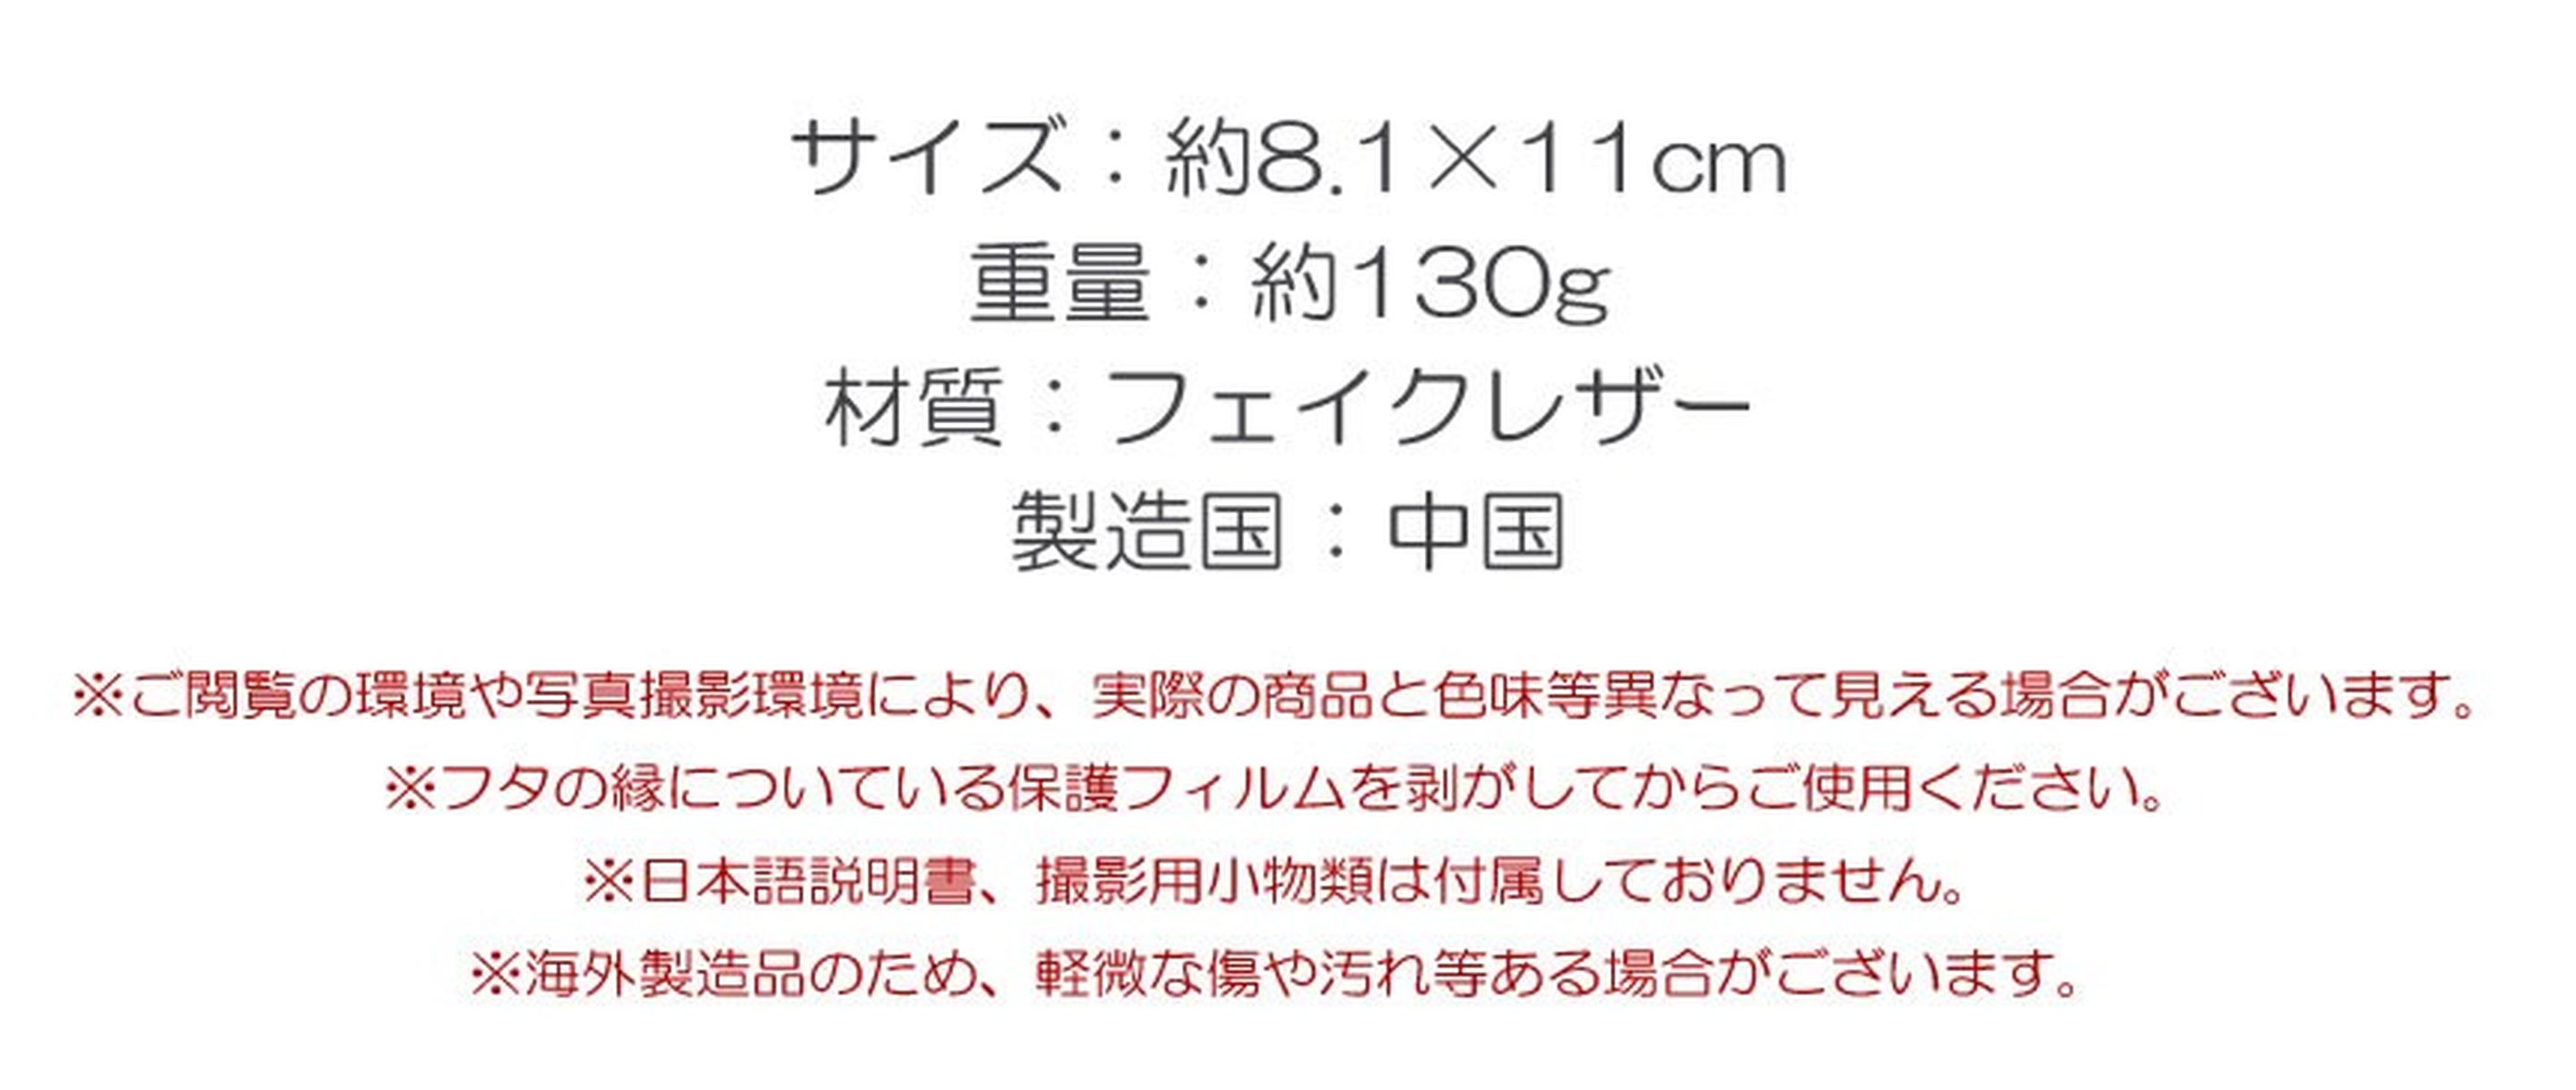 サイズ：約8.1×11cm
重量：約130g
材質：フェイクレザー
製造国：中国
※ご閲覧の環境や写真撮影環境により、実際の商品と色味等異なって見える場合がございます。
※フタの縁についている保護フィルムを剥がしてからご使用ください。
※日本語説明書、撮影用小物類は付属しておりません。
※海外製造品のため、軽微な傷や汚れ等ある場合がございます。